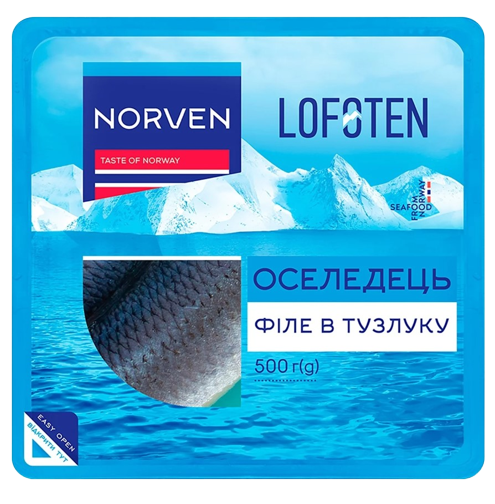 NORVEN
TASTE OF NORWAY
LOFOTEN
SEAFOOD
FROM
NORWAY
ОСЕЛЕДЕЦЬ
ФІЛЕ В ТУЗЛУКУ
500 г(g)
EASY OPEN
ВІДКРИТИ ТУТ